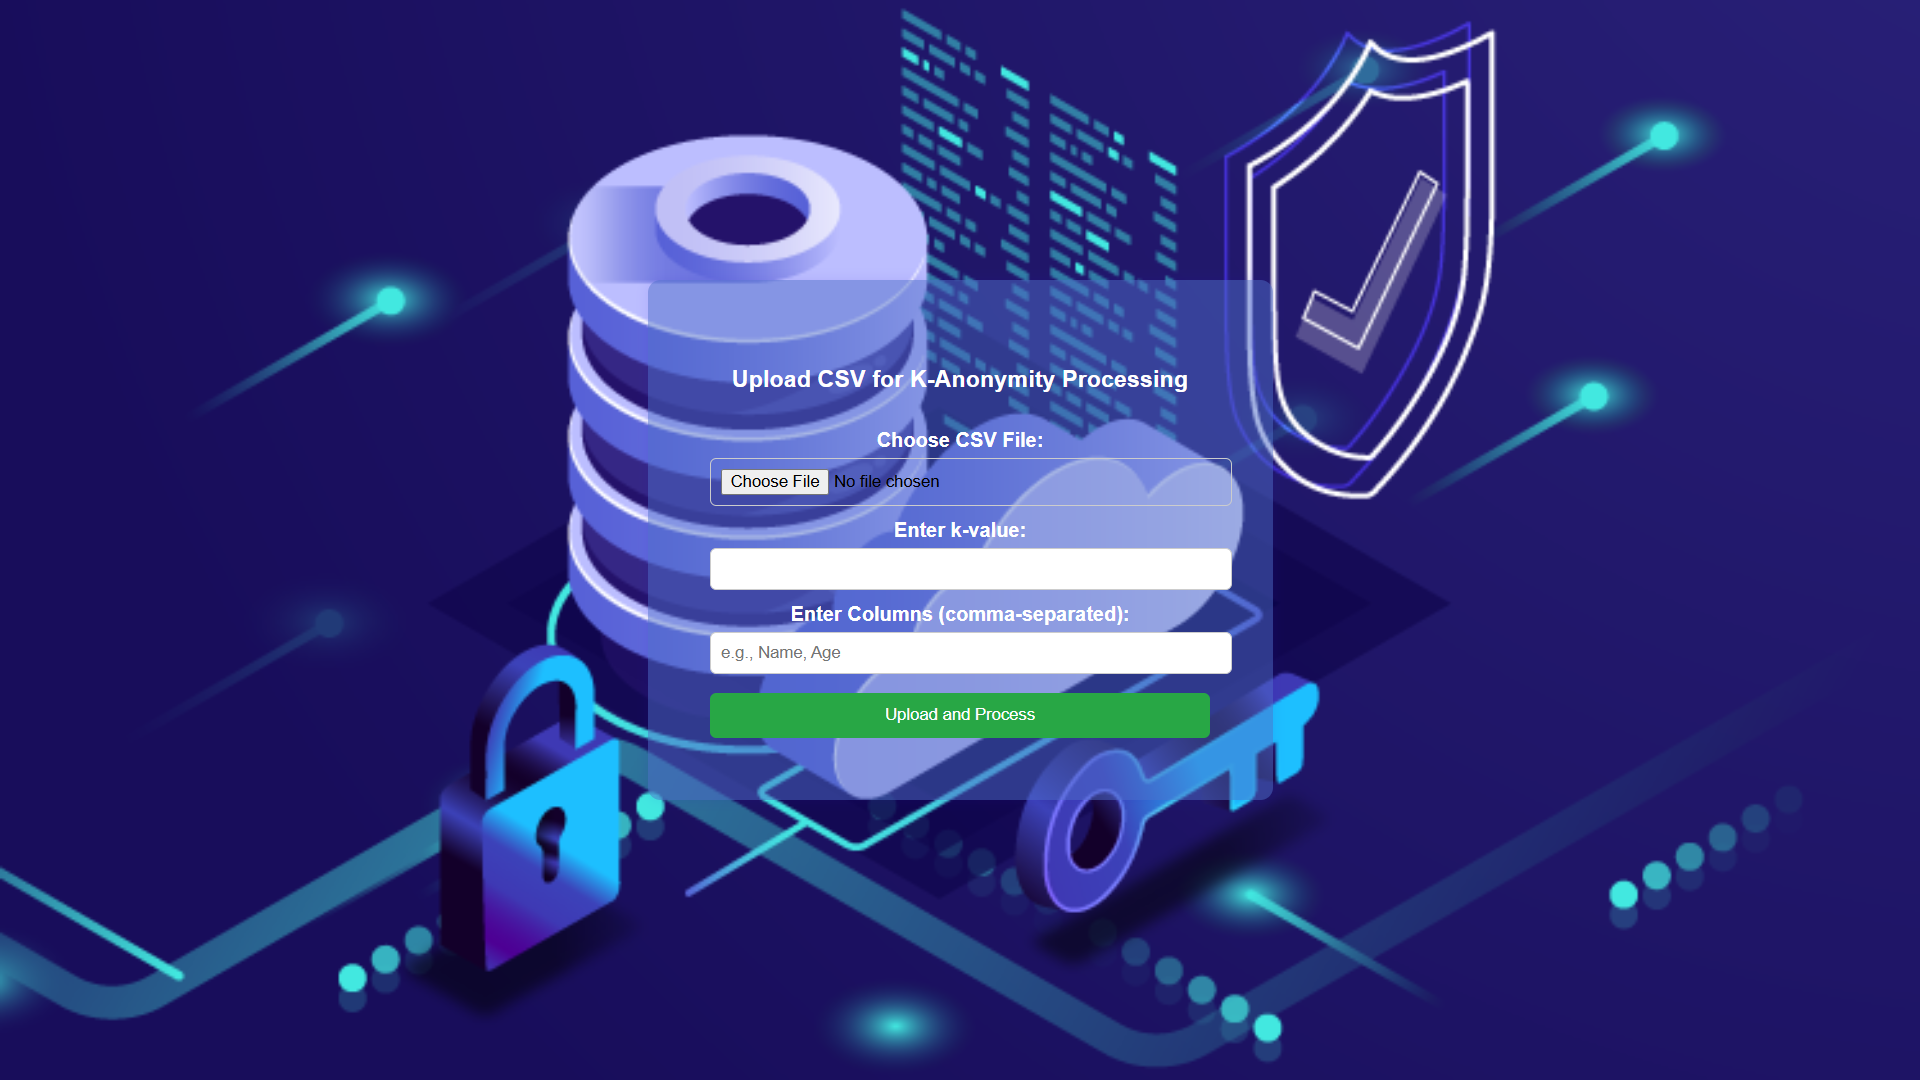 Upload CSV for K-Anonymity Processing
Choose CSV File:
Choose File No file chosen
Enter k-value:
Enter Columns (comma-separated):
e.g., Name, Age
Upload and Process